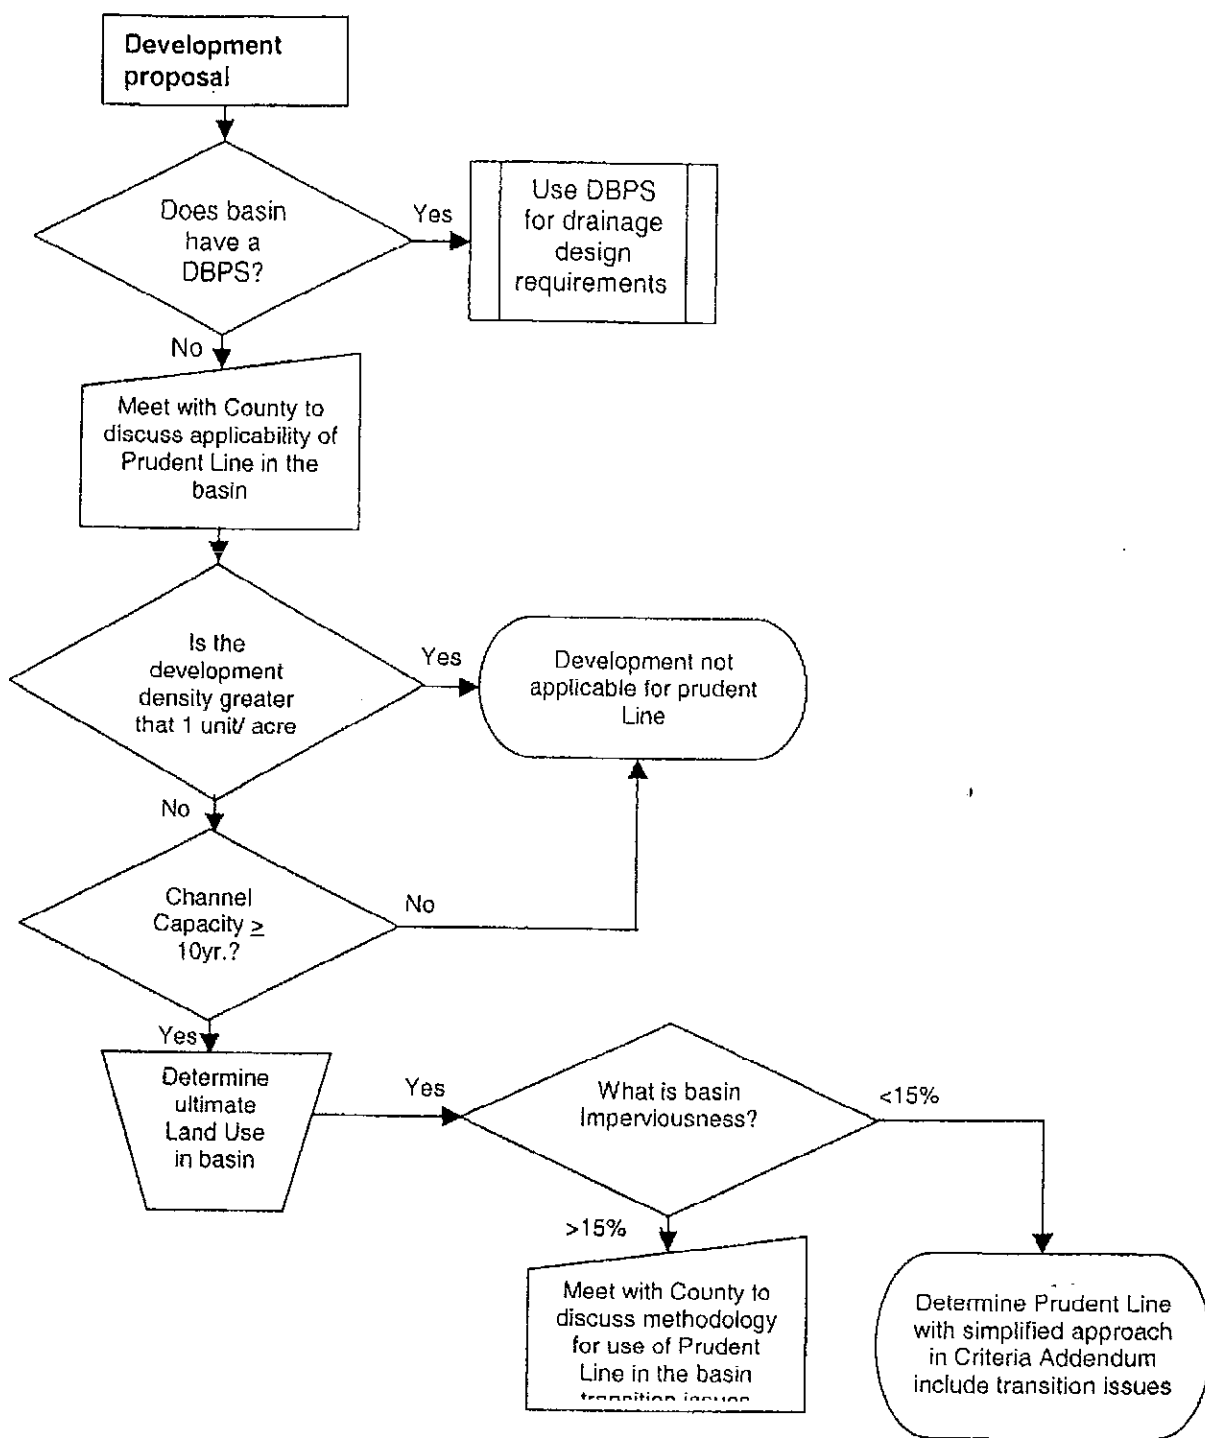 Development
proposal
Does basin
have a
DBPS?
Yes
Use DBPS
for drainage
design
requirements
No
Meet with County to
discuss applicability of
Prudent Line in the
basin
Is the
development
density greater
that 1 unit/ acre
Yes
Development not
applicable for prudent
Line
No
Channel
Capacity ≥
10yr.?
No
Yes
Determine
ultimate
Land Use
in basin
Yes
What is basin
Imperviousness?
<15%
>15%
Meet with County to
discuss methodology
for use of Prudent
Line in the basin
transition issues
Determine Prudent Line
with simplified approach
in Criteria Addendum
include transition issues